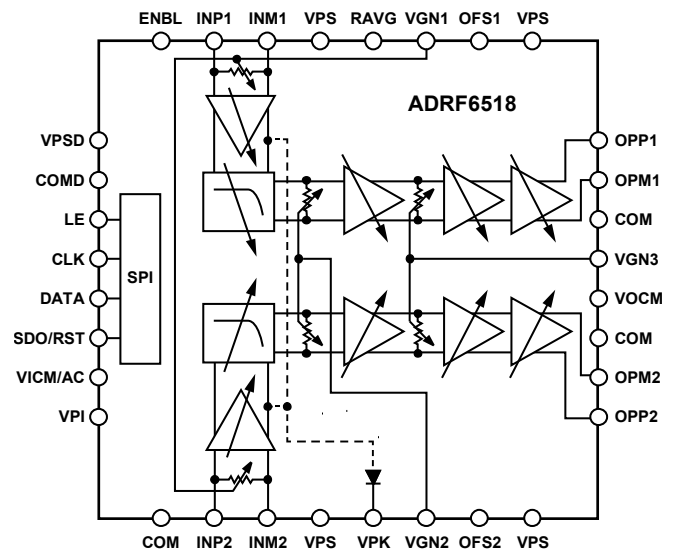 ENBL INP1 INM1 VPS RAVG VGN1 OFS1 VPS
ADRF6518
VPSD
COMD
LE
CLK
DATA
SDO/RST
VICM/AC
VPI
SPI
OPP1
OPM1
COM
VGN3
VOCM
COM
OPM2
OPP2
COM INP2 INM2 VPS VPK VGN2 OFS2 VPS